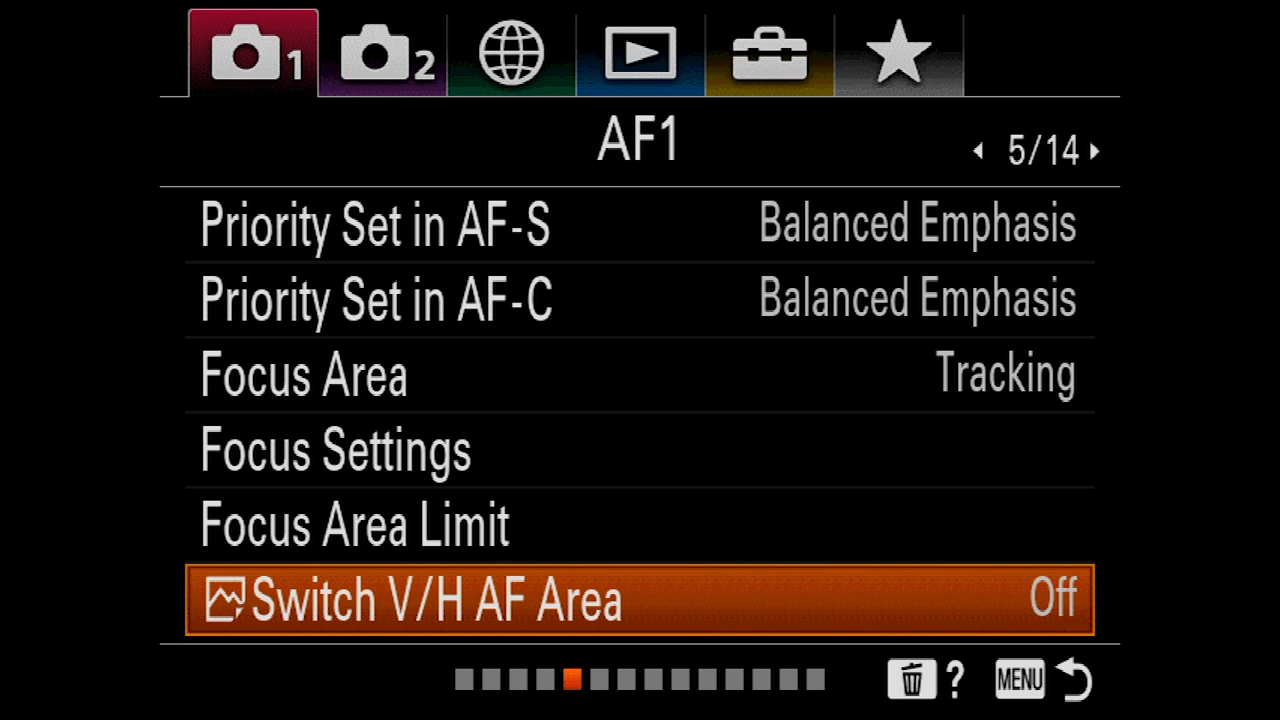 1 2
AF1
5/14
Priority Set in AF-S Balanced Emphasis
Priority Set in AF-C Balanced Emphasis
Focus Area Tracking
Focus Settings
Focus Area Limit
Switch V/H AF Area Off
? MENU